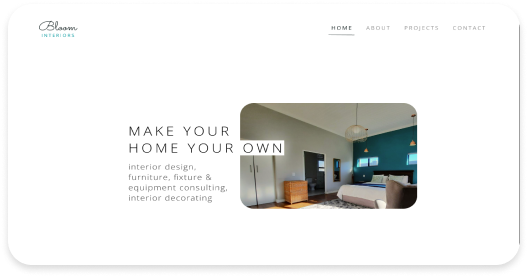 Bloom
INTERIORS
HOME ABOUT PROJECTS CONTACT
MAKE YOUR
HOME YOUR OWN
interior design,
furniture, fixture &
equipment consulting,
interior decorating